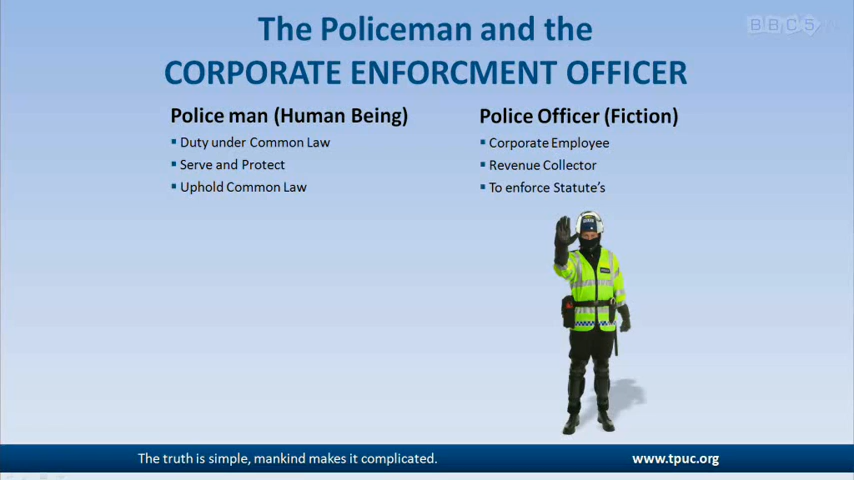 BBC5
The Policeman and the
CORPORATE ENFORCMENT OFFICER
Police man (Human Being)
Duty under Common Law
Serve and Protect
Uphold Common Law
Police Officer (Fiction)
Corporate Employee
Revenue Collector
To enforce Statute's
The truth is simple, mankind makes it complicated.
www.tpuc.org